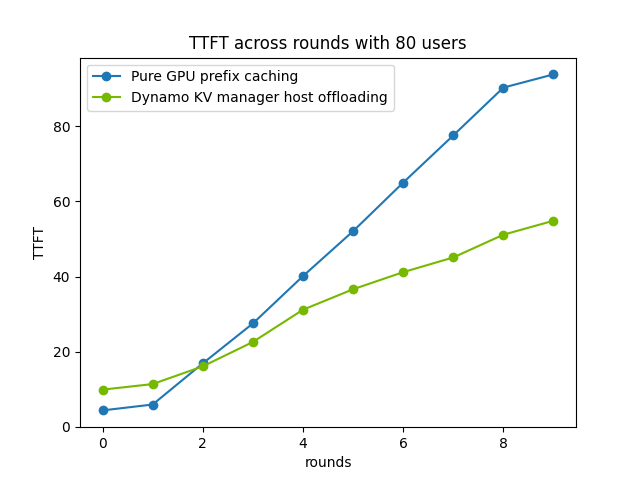 TTFT across rounds with 80 users
Pure GPU prefix caching
Dynamo KV manager host offloading
TTFT
80
60
40
20
0
0 2 4 6 8
rounds